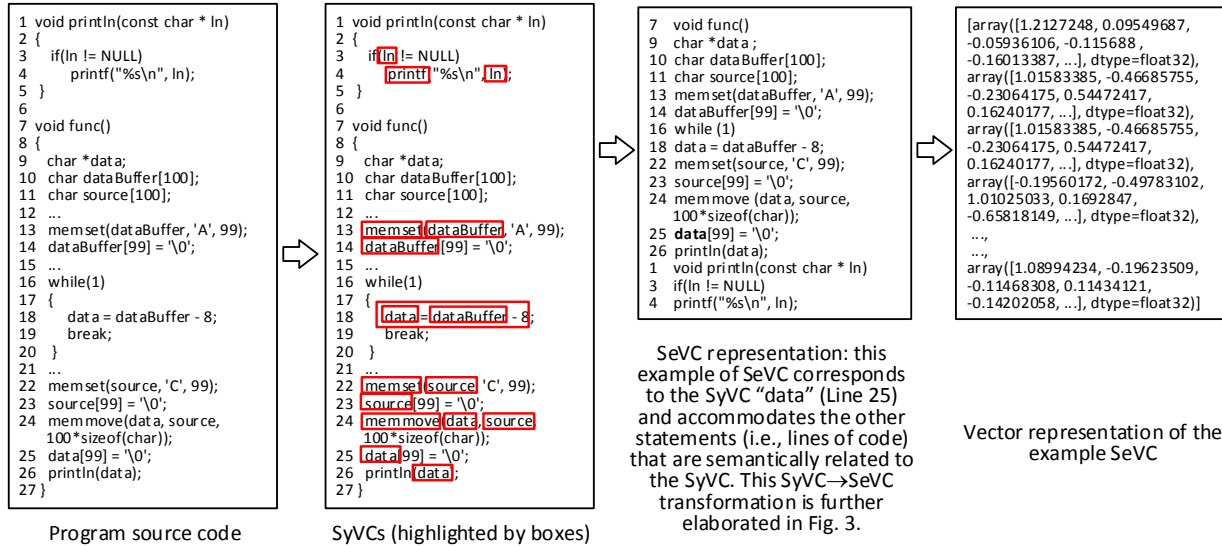 1 void println(const char * ln)
2 {
3 if(ln != NULL)
4 printf("%s\n", ln);
5 }
6
7 void func()
8 {
9 char *data;
10 char dataBuffer[100];
11 char source[100];
12 ...
13 memset(dataBuffer, 'A', 99);
14 dataBuffer[99] = '\0';
15 ...
16 while(1)
17 {
18 data = dataBuffer - 8;
19 break;
20 }
21 ...
22 memset(source, 'C', 99);
23 source[99] = '\0';
24 memmove(data, source,
100*sizeof(char));
25 data[99] = '\0';
26 println(data);
27 }
Program source code
1 void println(const char * ln)
2 {
3 if(ln != NULL)
4 printf("%s\n", ln);
5 }
6
7 void func()
8 {
9 char *data;
10 char dataBuffer[100];
11 char source[100];
12 ...
13 memset(dataBuffer, 'A', 99);
14 dataBuffer[99] = '\0';
15 ...
16 while(1)
17 {
18 data = dataBuffer - 8;
19 break;
20 }
21 ...
22 memset(source, 'C', 99);
23 source[99] = '\0';
24 memmove(data, source,
100*sizeof(char));
25 data[99] = '\0';
26 println(data);
27 }
SyVCs (highlighted by boxes)
7 void func()
9 char *data ;
10 char dataBuffer[100];
11 char source[100];
13 memset(dataBuffer, 'A', 99);
14 dataBuffer[99] = '\0';
16 while (1)
18 data = dataBuffer - 8;
22 memset(source, 'C', 99);
23 source[99] = '\0';
24 memmove (data, source,
100*sizeof(char));
25 data[99] = '\0';
26 println(data);
1 void println(const char * ln)
3 if(ln != NULL)
4 printf("%s\n", ln);
SeVC representation: this
example of SeVC corresponds
to the SyVC “data” (Line 25)
and accommodates the other
statements (i.e., lines of code)
that are semantically related to
the SyVC. This SyVC→SeVC
transformation is further
elaborated in Fig. 3.
[array([1.2127248, 0.09549687,
-0.05936106, -0.115688 ,
-0.16013387, ...], dtype=float32),
array([1.01583385, -0.46685755,
-0.23064175, 0.54472417,
0.16240177, ...], dtype=float32),
array([1.01583385, -0.46685755,
-0.23064175, 0.54472417,
0.16240177, ...], dtype=float32),
array([-0.19560172, -0.49783102,
1.01025033, 0.1692847,
-0.65818149, ...], dtype=float32),
...,
...,
array([1.08994234, -0.19623509,
-0.11468308, 0.11434121,
-0.14202058, ...], dtype=float32)]
Vector representation of the
example SeVC